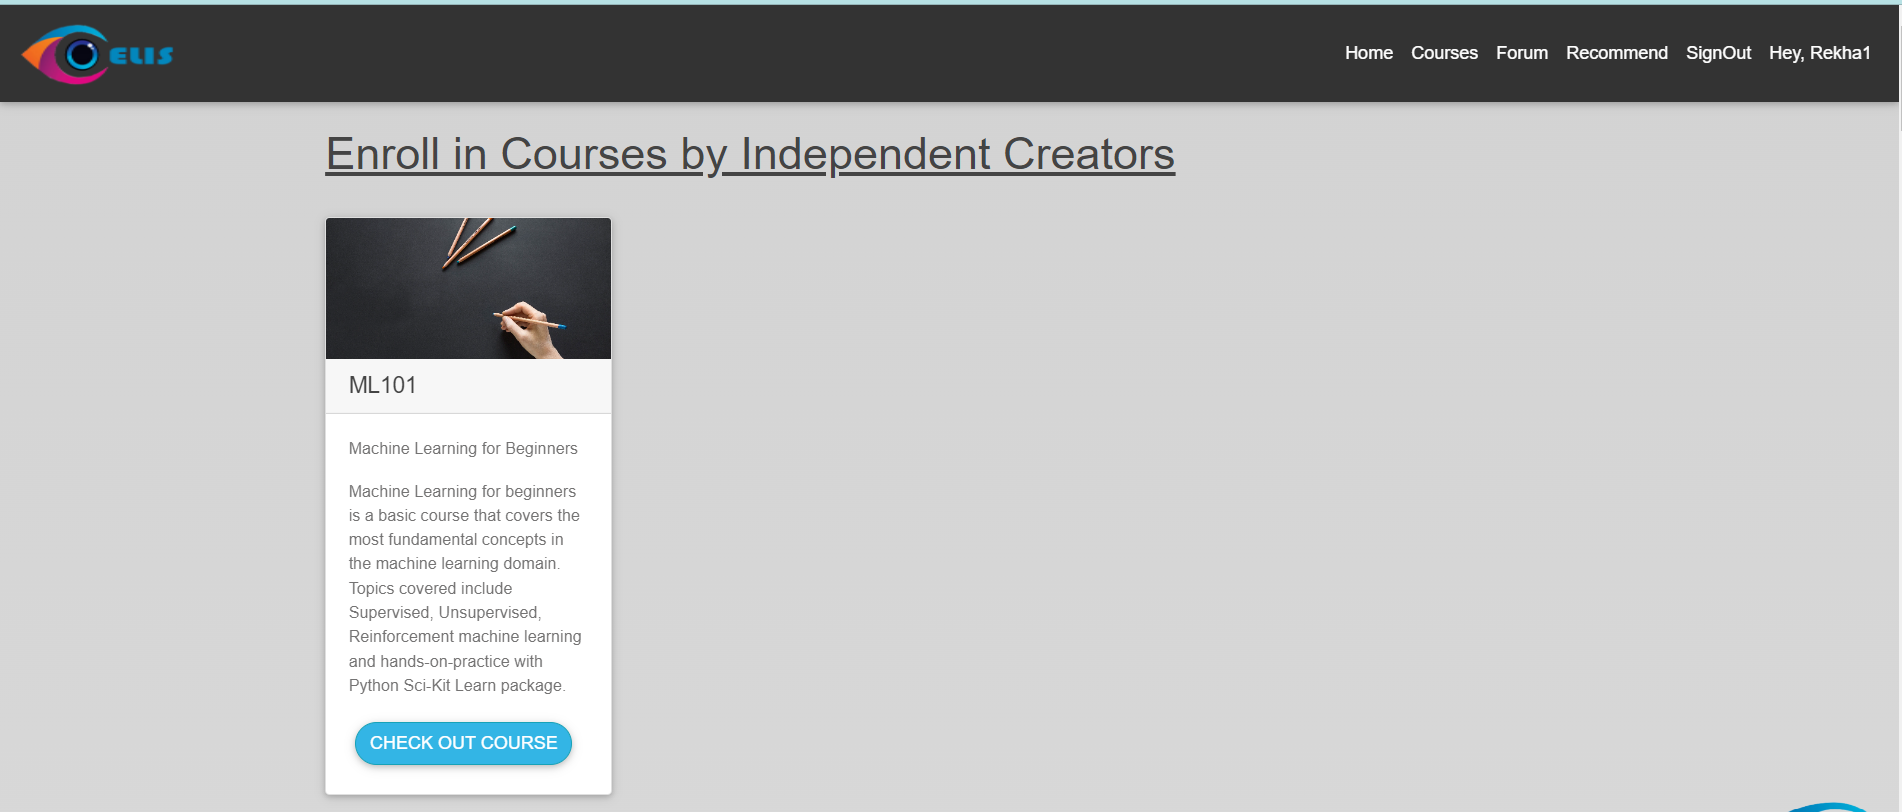 ELIS
Home Courses Forum Recommend SignOut Hey, Rekha1
Enroll in Courses by Independent Creators
ML101
Machine Learning for Beginners
Machine Learning for beginners
is a basic course that covers the
most fundamental concepts in
the machine learning domain.
Topics covered include
Supervised, Unsupervised,
Reinforcement machine learning
and hands-on-practice with
Python Sci-Kit Learn package.
CHECK OUT COURSE